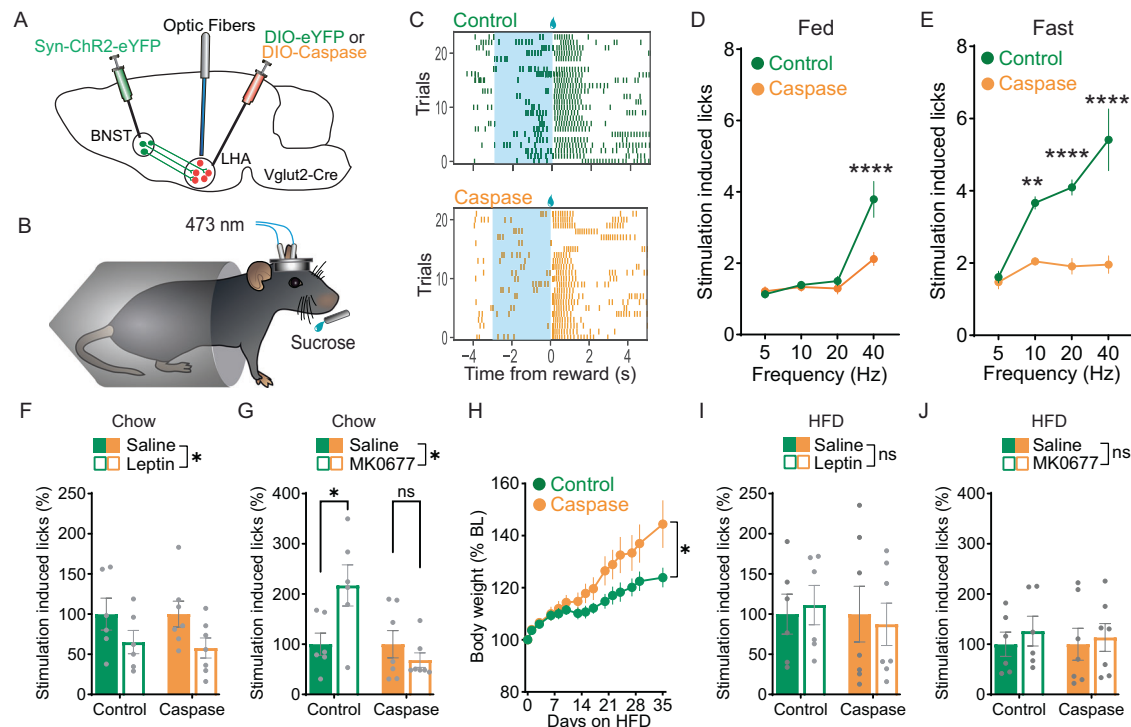 A
Syn-ChR2-eYFP
Optic Fibers
DIO-eYFP or
DIO-Caspase
BNST
LHA
Vglut2-Cre
B
473 nm
Sucrose
C
Control
Trials
20
10
0
Caspase
Trials
20
10
0
−4 −2 0 2 4
Time from reward (s)
D
Fed
Control
Caspase
Stimulation induced licks
8
6
4
2
0
****
5 10 20 40
Frequency (Hz)
E
Fast
Control
Caspase
Stimulation induced licks
8
6
4
2
0
**
****
****
5 10 20 40
Frequency (Hz)
F
Chow
Saline
Leptin
*
Stimulation induced licks (%)
250
200
150
100
50
0
Control Caspase
G
Chow
Saline
MK0677
*
Stimulation induced licks (%)
400
300
200
100
0
*
ns
Control Caspase
H
Control
Caspase
Body weight (% BL)
160
140
120
100
80
*
0 7 14 21 28 35
Days on HFD
I
HFD
Saline
Leptin
ns
Stimulation induced licks (%)
250
200
150
100
50
0
Control Caspase
J
HFD
Saline
MK0677
ns
Stimulation induced licks (%)
400
300
200
100
0
Control Caspase